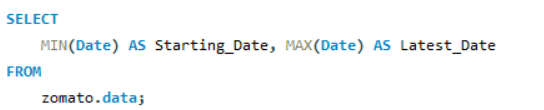 SELECT
MIN(Date) AS Starting_Date, MAX(Date) AS Latest_Date
FROM
zomato.data;